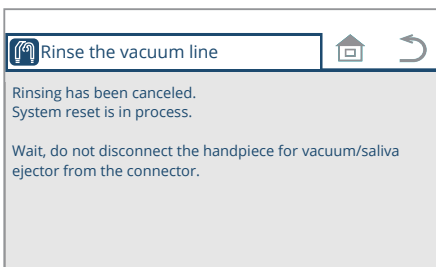 Rinse the vacuum line
Rinsing has been canceled.
System reset is in process.
Wait, do not disconnect the handpiece for vacuum/saliva
ejector from the connector.